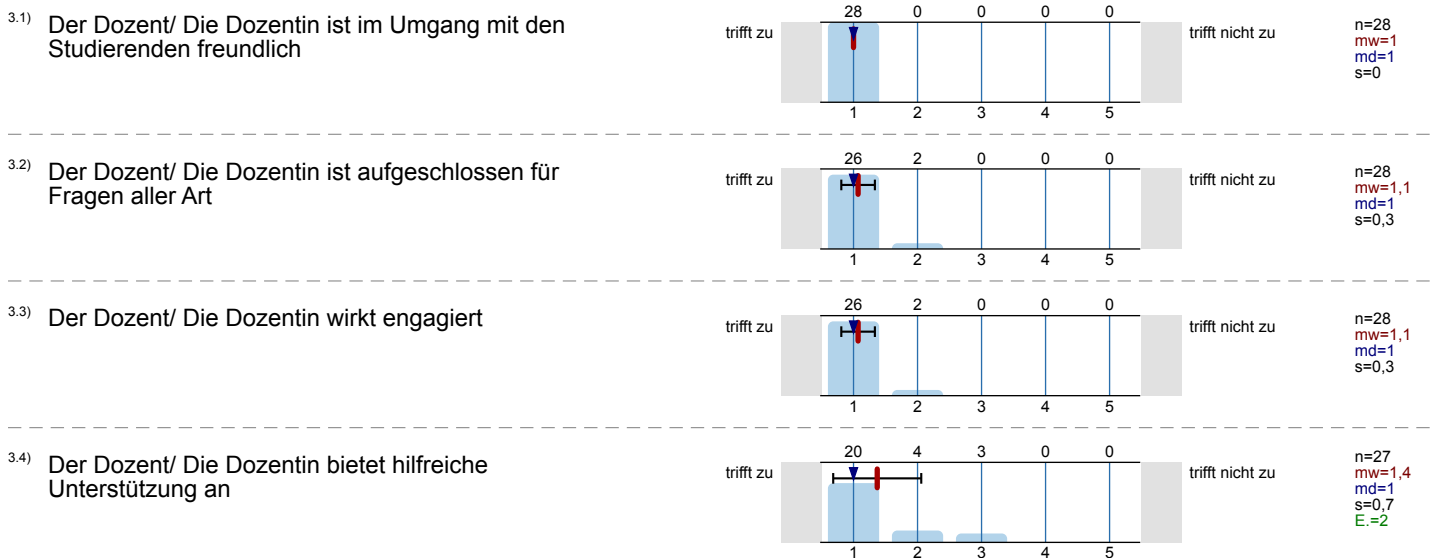 3.1) Der Dozent/ Die Dozentin ist im Umgang mit den
Studierenden freundlich
28 0 0 0 0
trifft zu
trifft nicht zu
1 2 3 4 5
n=28
mw=1
md=1
s=0
3.2) Der Dozent/ Die Dozentin ist aufgeschlossen für
Fragen aller Art
26 2 0 0 0
trifft zu
trifft nicht zu
1 2 3 4 5
n=28
mw=1,1
md=1
s=0,3
3.3) Der Dozent/ Die Dozentin wirkt engagiert
26 2 0 0 0
trifft zu
trifft nicht zu
1 2 3 4 5
n=28
mw=1,1
md=1
s=0,3
3.4) Der Dozent/ Die Dozentin bietet hilfreiche
Unterstützung an
20 4 3 0 0
trifft zu
trifft nicht zu
1 2 3 4 5
n=27
mw=1,4
md=1
s=0,7
E.=2